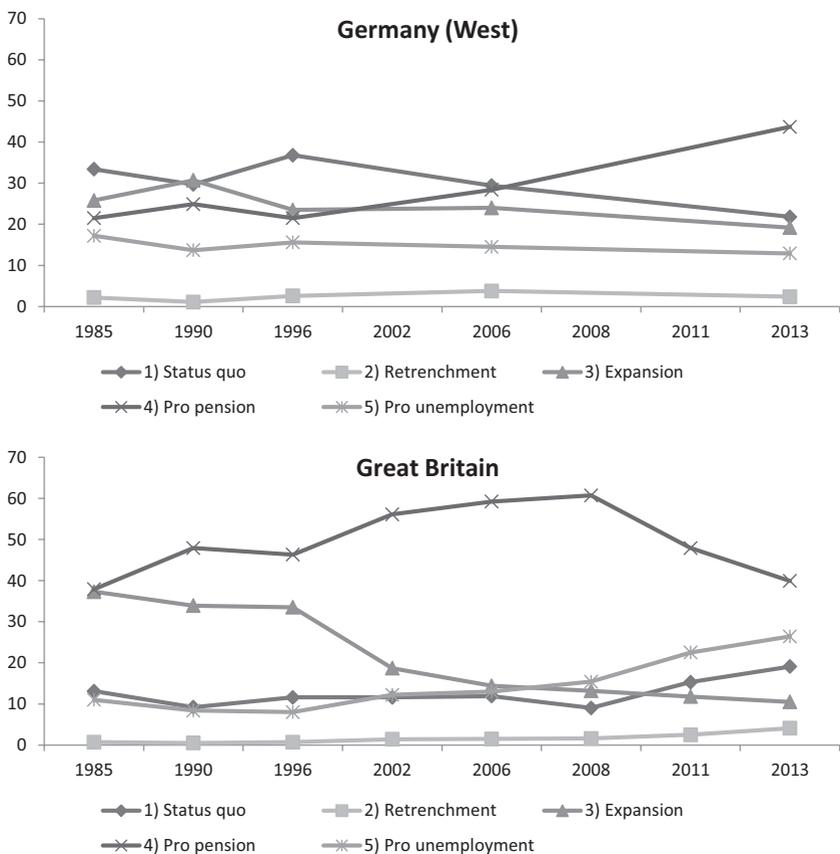 Germany (West)
70
60
50
40
30
20
10
0
1985 1990 1996 2002 2006 2008 2011 2013
1) Status quo 2) Retrenchment 3) Expansion
4) Pro pension 5) Pro unemployment
Great Britain
70
60
50
40
30
20
10
0
1985 1990 1996 2002 2006 2008 2011 2013
1) Status quo 2) Retrenchment 3) Expansion
4) Pro pension 5) Pro unemployment